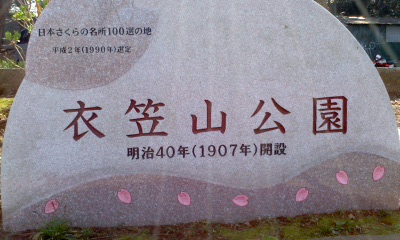 日本さくらの名所100選の地
平成2年(1990年)選定
衣笠山公園
明治40年(1907年)開設